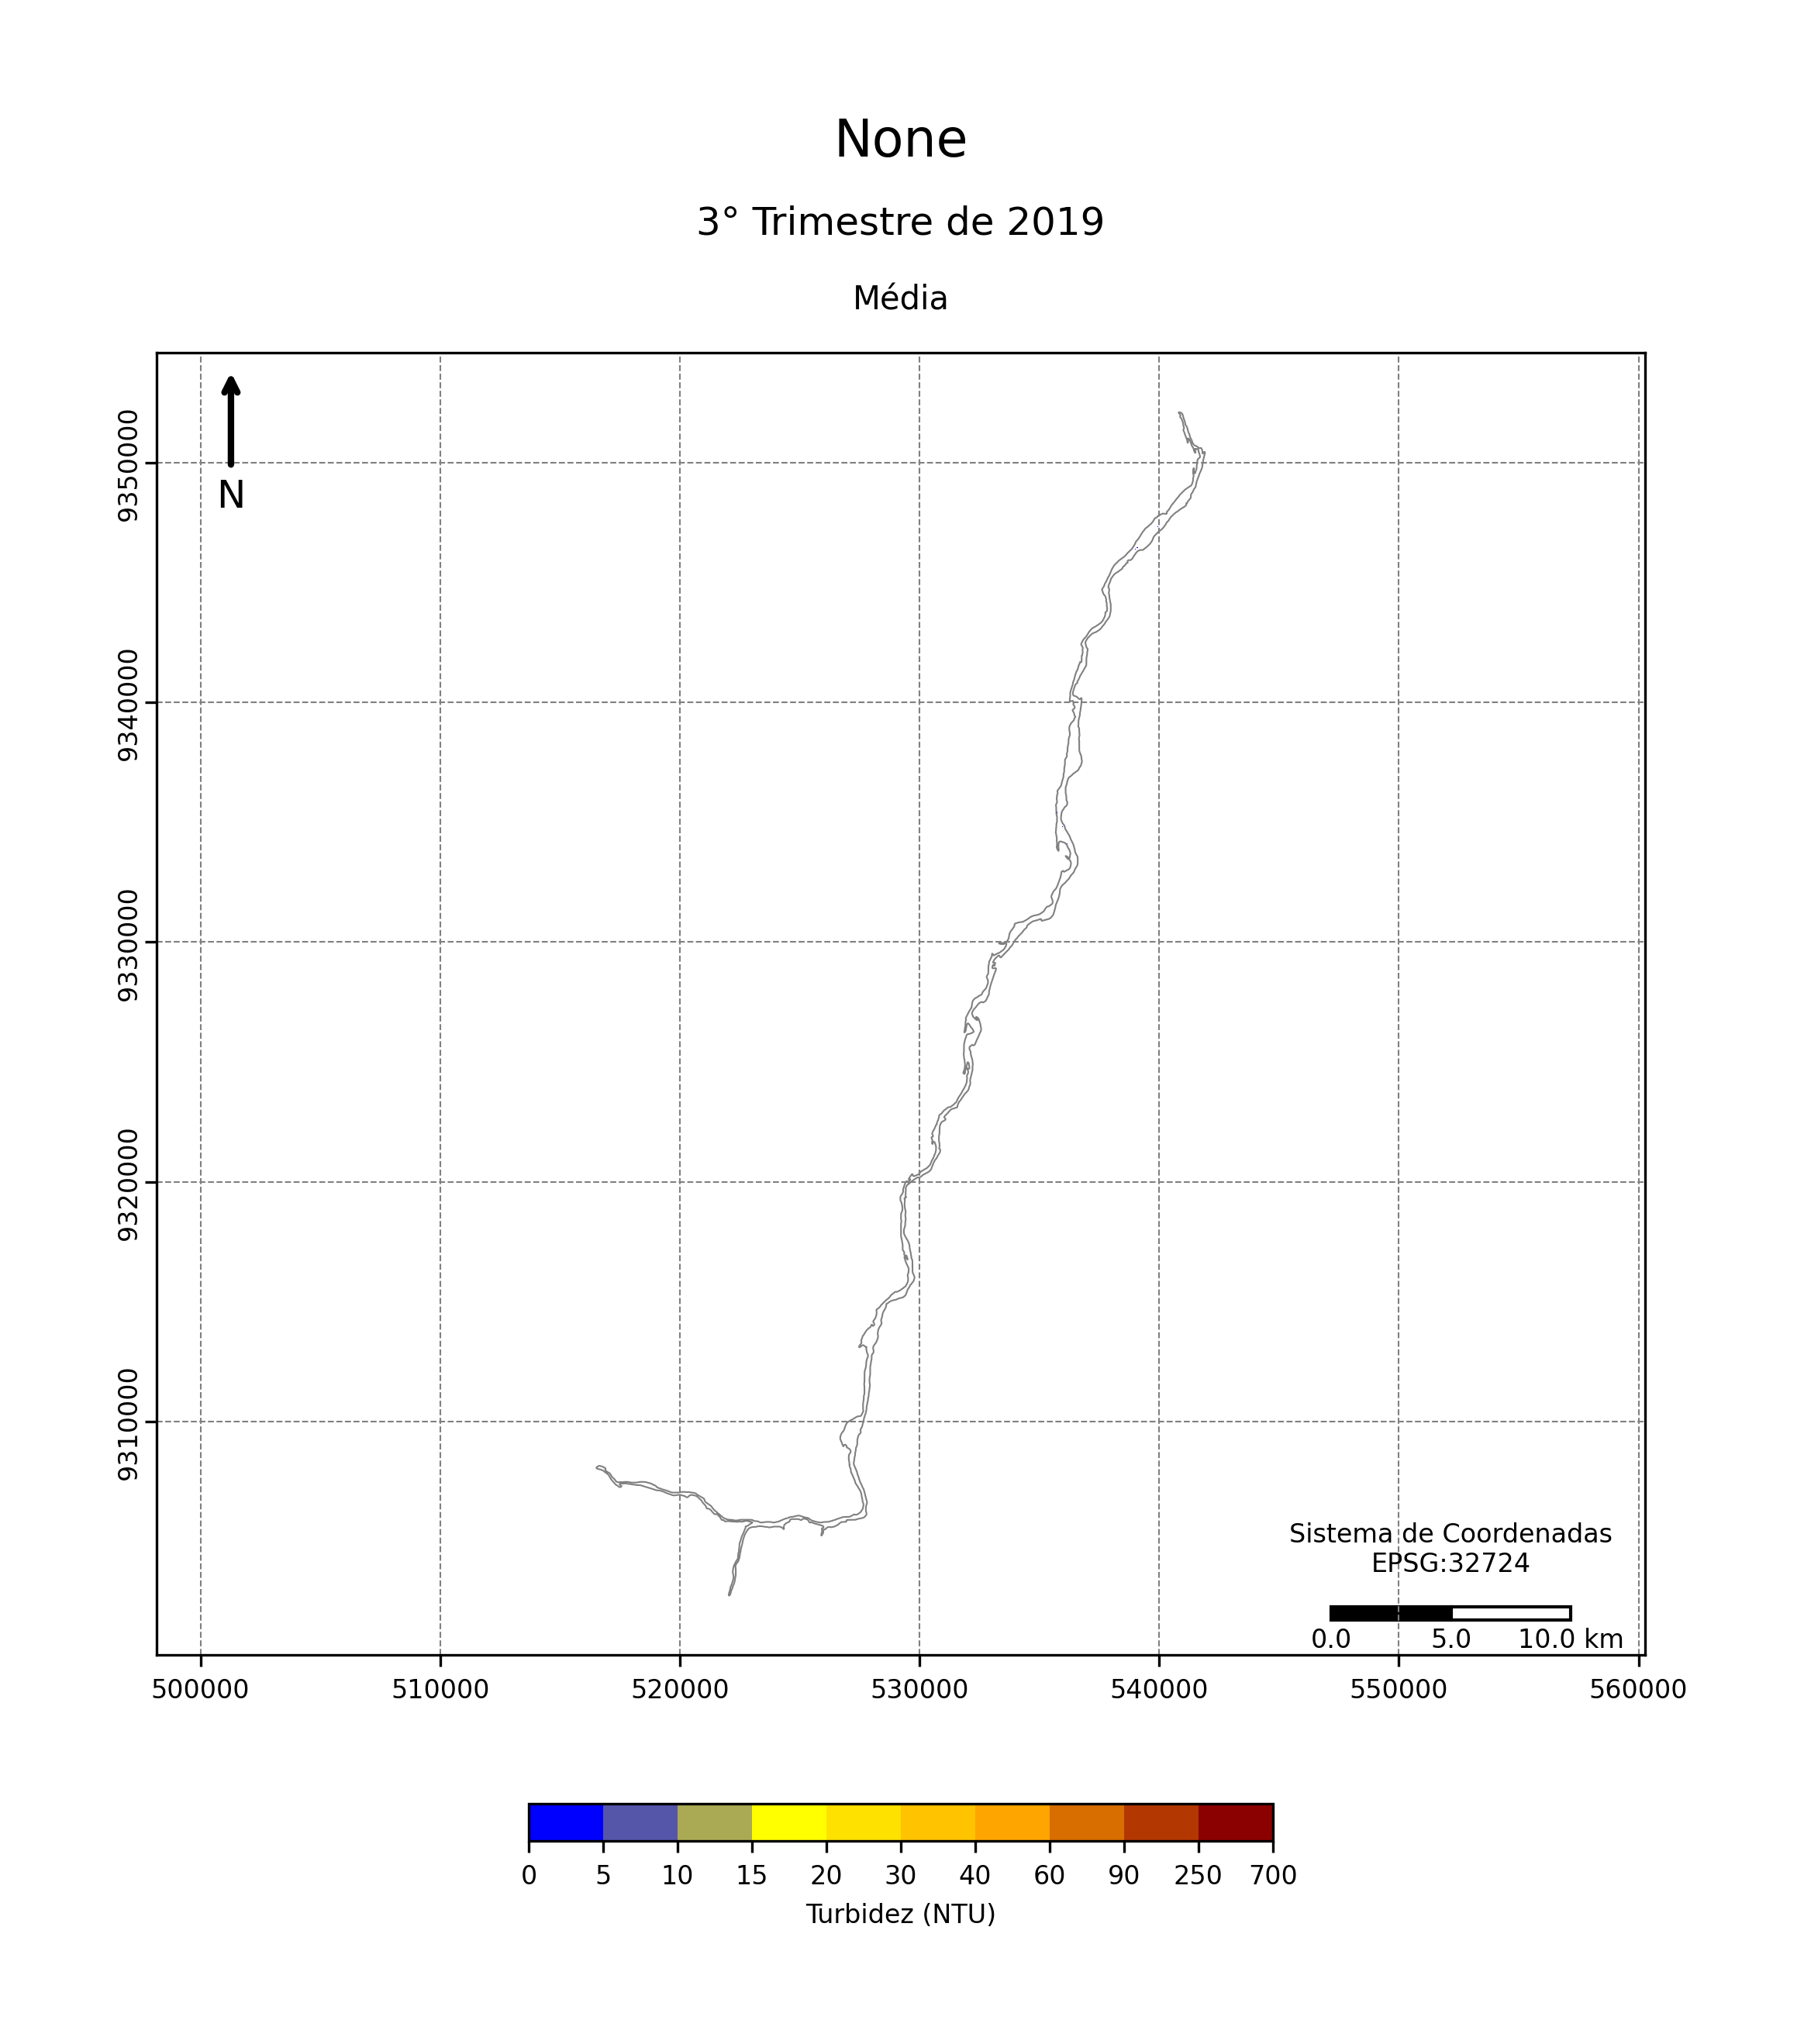 None
3° Trimestre de 2019
Média
N
9350000
9340000
9330000
9320000
9310000
Sistema de Coordenadas
EPSG:32724
0.0 5.0 10.0 km
500000 510000 520000 530000 540000 550000 560000
0 5 10 15 20 30 40 60 90 250 700
Turbidez (NTU)